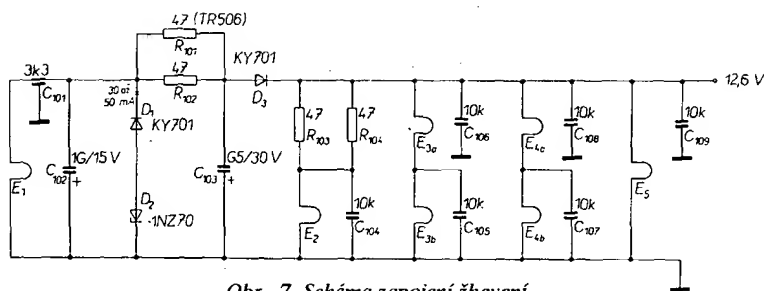 47 (TR506)
R101
3k3
C101
47
R102
KY701
D3
12,6 V
30 až 50 mA
D1
KY701
1G/15 V
C102
+
G5/30 V
C103
+
D2
1NZ70
E1
47
R103
47
R104
E3a
10k
C106
E4a
10k
C108
10k
C109
E2
10k
C104
E3b
10k
C105
E4b
10k
C107
E5
Obr. 7. Schéma zapojení žhavení